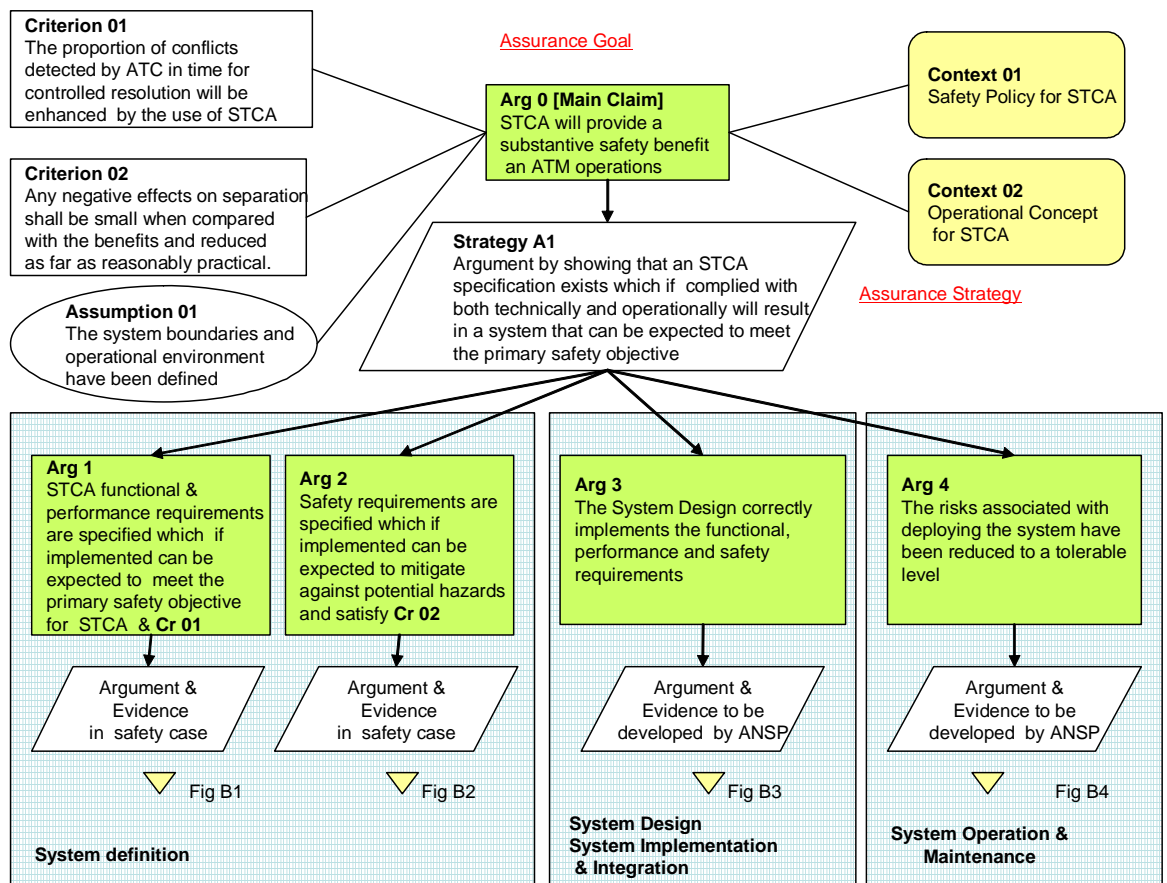 Criterion 01
The proportion of conflicts
detected by ATC in time for
controlled resolution will be
enhanced by the use of STCA
Assurance Goal
Arg 0 [Main Claim]
STCA will provide a
substantive safety benefit
an ATM operations
Context 01
Safety Policy for STCA
Criterion 02
Any negative effects on separation
shall be small when compared
with the benefits and reduced
as far as reasonably practical.
Context 02
Operational Concept
for STCA
Strategy A1
Argument by showing that an STCA
specification exists which if complied with
both technically and operationally will result
in a system that can be expected to meet
the primary safety objective
Assurance Strategy
Assumption 01
The system boundaries and
operational environment
have been defined
Arg 1
STCA functional &
performance requirements
are specified which if
implemented can be
expected to meet the
primary safety objective
for STCA & Cr 01
Arg 2
Safety requirements are
specified which if
implemented can be
expected to mitigate
against potential hazards
and satisfy Cr 02
Arg 3
The System Design correctly
implements the functional,
performance and safety
requirements
Arg 4
The risks associated with
deploying the system have
been reduced to a tolerable
level
Argument &
Evidence
in safety case
Argument &
Evidence
in safety case
Argument &
Evidence to be
developed by ANSP
Argument &
Evidence to be
developed by ANSP
Fig B1
Fig B2
Fig B3
Fig B4
System definition
System Design
System Implementation
& Integration
System Operation &
Maintenance